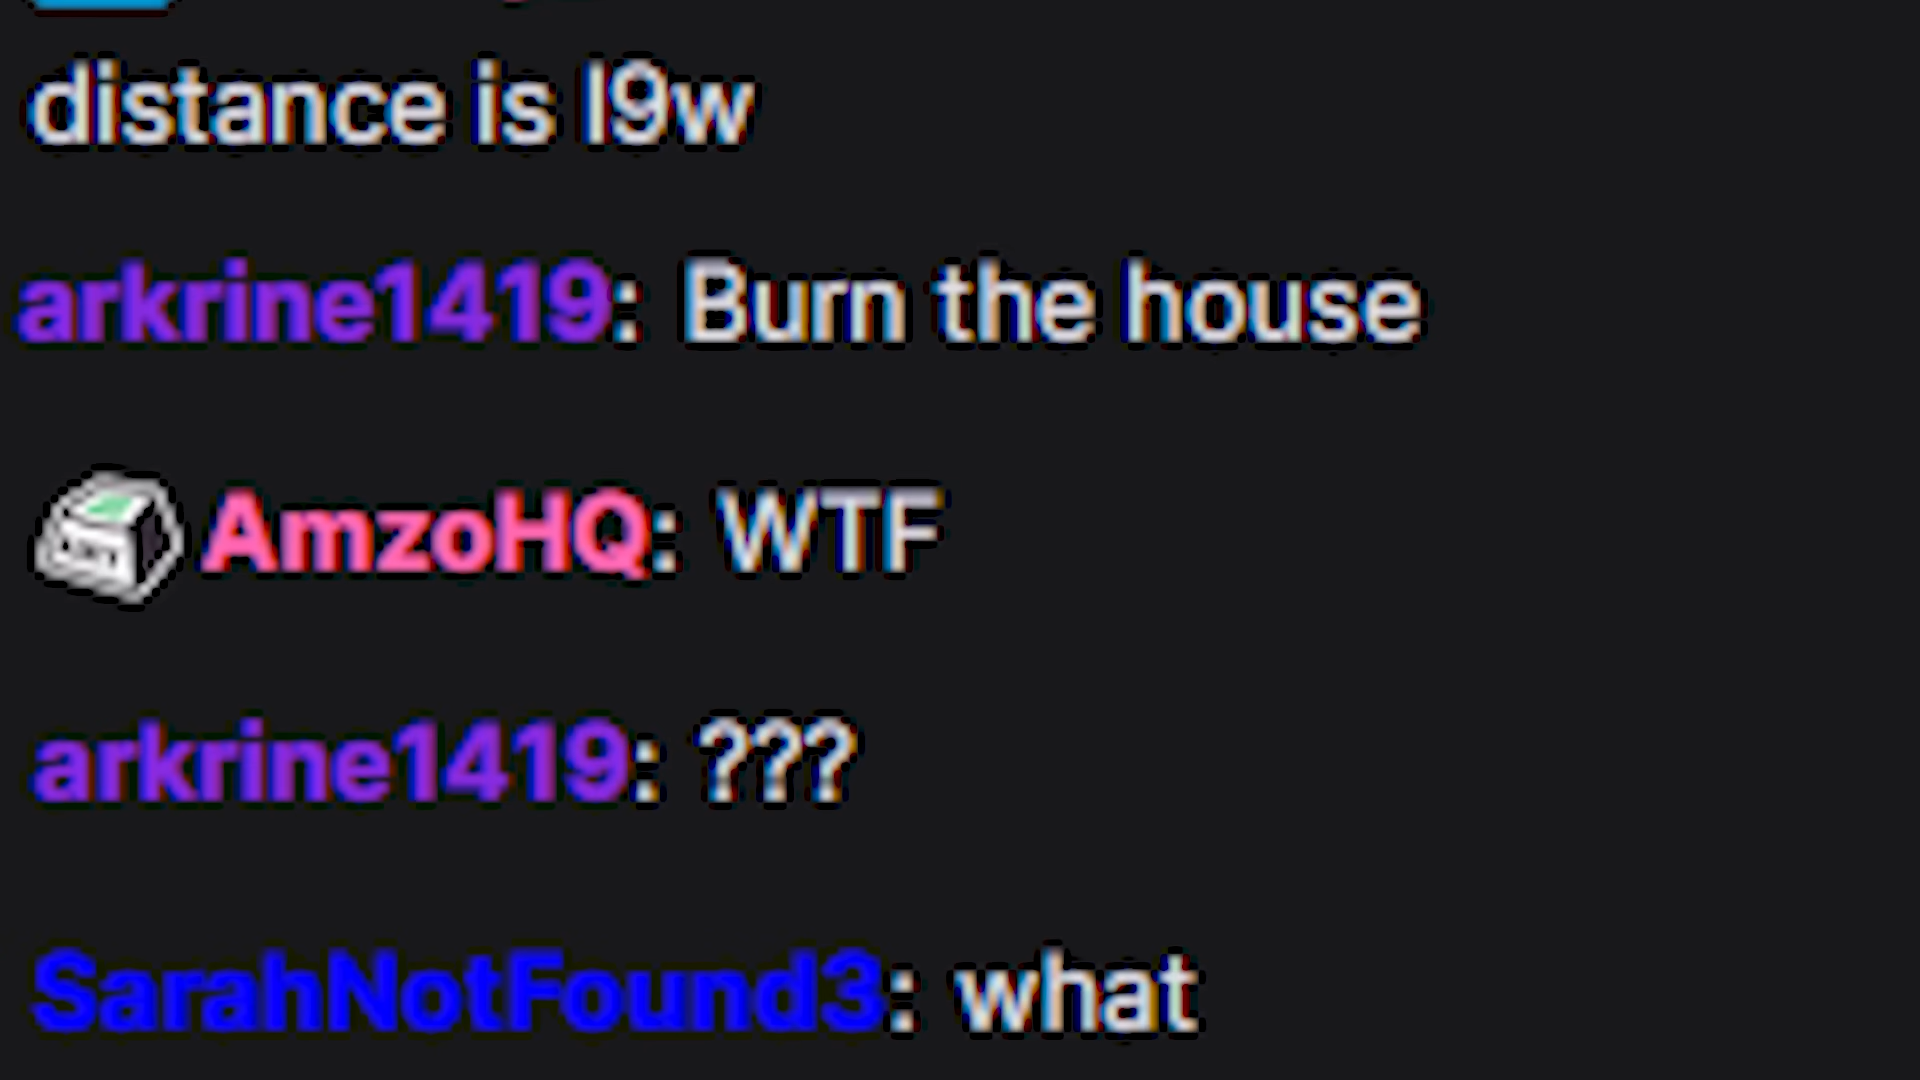 distance is l9w
arkrine1419: Burn the house
AmzoHQ: WTF
arkrine1419: ???
SarahNotFound3: what